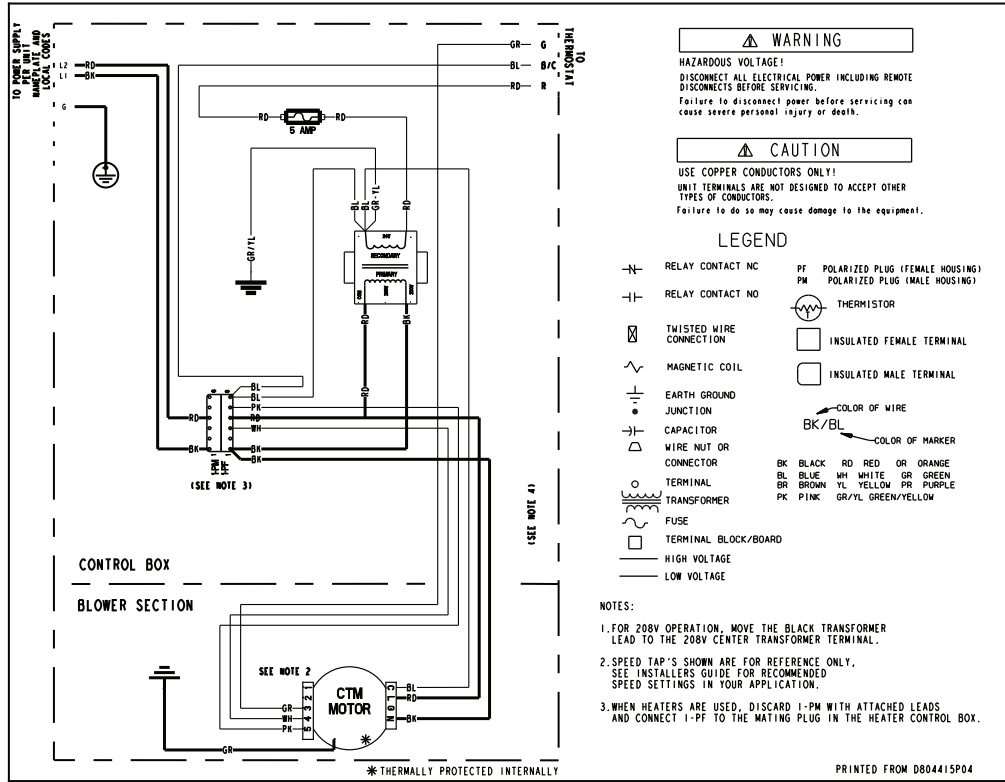 TO POWER SUPPLY
PER UNIT
NAMEPLATE AND
LOCAL CODES
L2
RD
L1
BK
G
GR
G
BL
B/C
RD
R
TO
THERMOSTAT
RD
RD
5 AMP
GR/YL
BL
BL
GR-YL
RD
24V
SECONDARY
PRIMARY
COM
208V
230V
RD
BK
RD
BL
BL
PK
RD
RD
WH
BK
BK
BK
1-PM
1
1-PF
1
(SEE NOTE 3)
(SEE NOTE 4)
CONTROL BOX
BLOWER SECTION
SEE NOTE 2
CTM
MOTOR
1
2
3
4
5
GR
WH
PK
C
L
G
N
BL
RD
BK
GR
*THERMALLY PROTECTED INTERNALLY
WARNING
HAZARDOUS VOLTAGE!
DISCONNECT ALL ELECTRICAL POWER INCLUDING REMOTE
DISCONNECTS BEFORE SERVICING.
Failure to disconnect power before servicing can
cause severe personal injury or death.
CAUTION
USE COPPER CONDUCTORS ONLY!
UNIT TERMINALS ARE NOT DESIGNED TO ACCEPT OTHER
TYPES OF CONDUCTORS.
Failure to do so may cause damage to the equipment.
LEGEND
RELAY CONTACT NC
RELAY CONTACT NO
TWISTED WIRE
CONNECTION
MAGNETIC COIL
EARTH GROUND
JUNCTION
CAPACITOR
WIRE NUT OR
CONNECTOR
TERMINAL
TRANSFORMER
FUSE
TERMINAL BLOCK/BOARD
HIGH VOLTAGE
LOW VOLTAGE
PF POLARIZED PLUG (FEMALE HOUSING)
PM POLARIZED PLUG (MALE HOUSING)
THERMISTOR
INSULATED FEMALE TERMINAL
INSULATED MALE TERMINAL
COLOR OF WIRE
BK/BL
COLOR OF MARKER
BK BLACK RD RED OR ORANGE
BL BLUE WH WHITE GR GREEN
BR BROWN YL YELLOW PR PURPLE
PK PINK GR/YL GREEN/YELLOW
NOTES:
1.FOR 208V OPERATION, MOVE THE BLACK TRANSFORMER
LEAD TO THE 208V CENTER TRANSFORMER TERMINAL.
2.SPEED TAP'S SHOWN ARE FOR REFERENCE ONLY,
SEE INSTALLERS GUIDE FOR RECOMMENDED
SPEED SETTINGS IN YOUR APPLICATION.
3.WHEN HEATERS ARE USED, DISCARD 1-PM WITH ATTACHED LEADS
AND CONNECT 1-PF TO THE MATING PLUG IN THE HEATER CONTROL BOX.
PRINTED FROM D804415P04